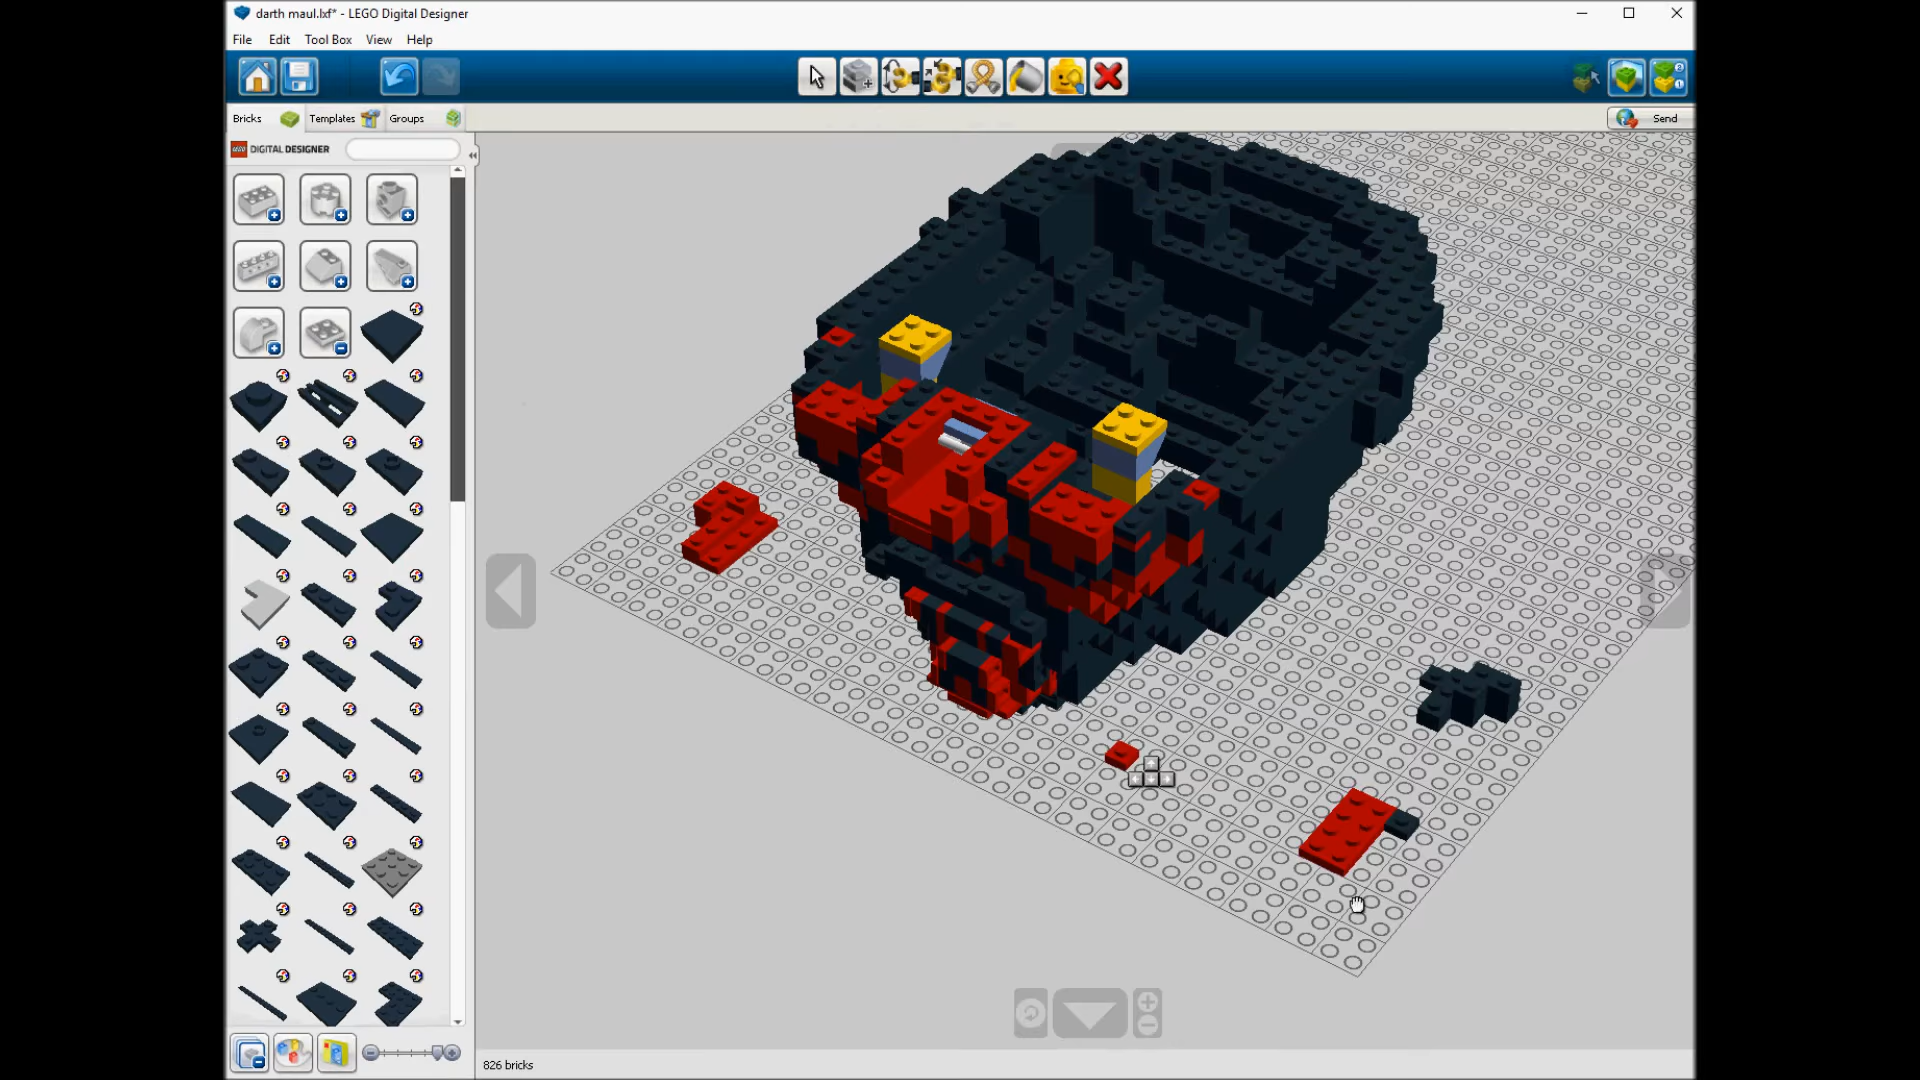 darth maul.lxf* - LEGO Digital Designer
File Edit Tool Box View Help
Bricks Templates Groups
Send
LEGO DIGITAL DESIGNER
826 bricks